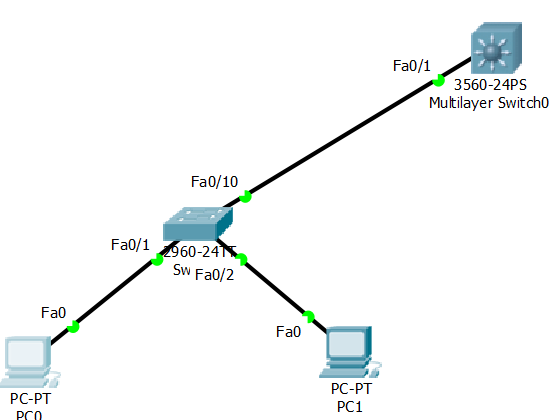 Fa0/1
3560-24PS
Multilayer Switch0
Fa0/10
Fa0/1
2960-24TT
Fa0/2
Fa0
Fa0
PC-PT
PC1
PC-PT
PC0